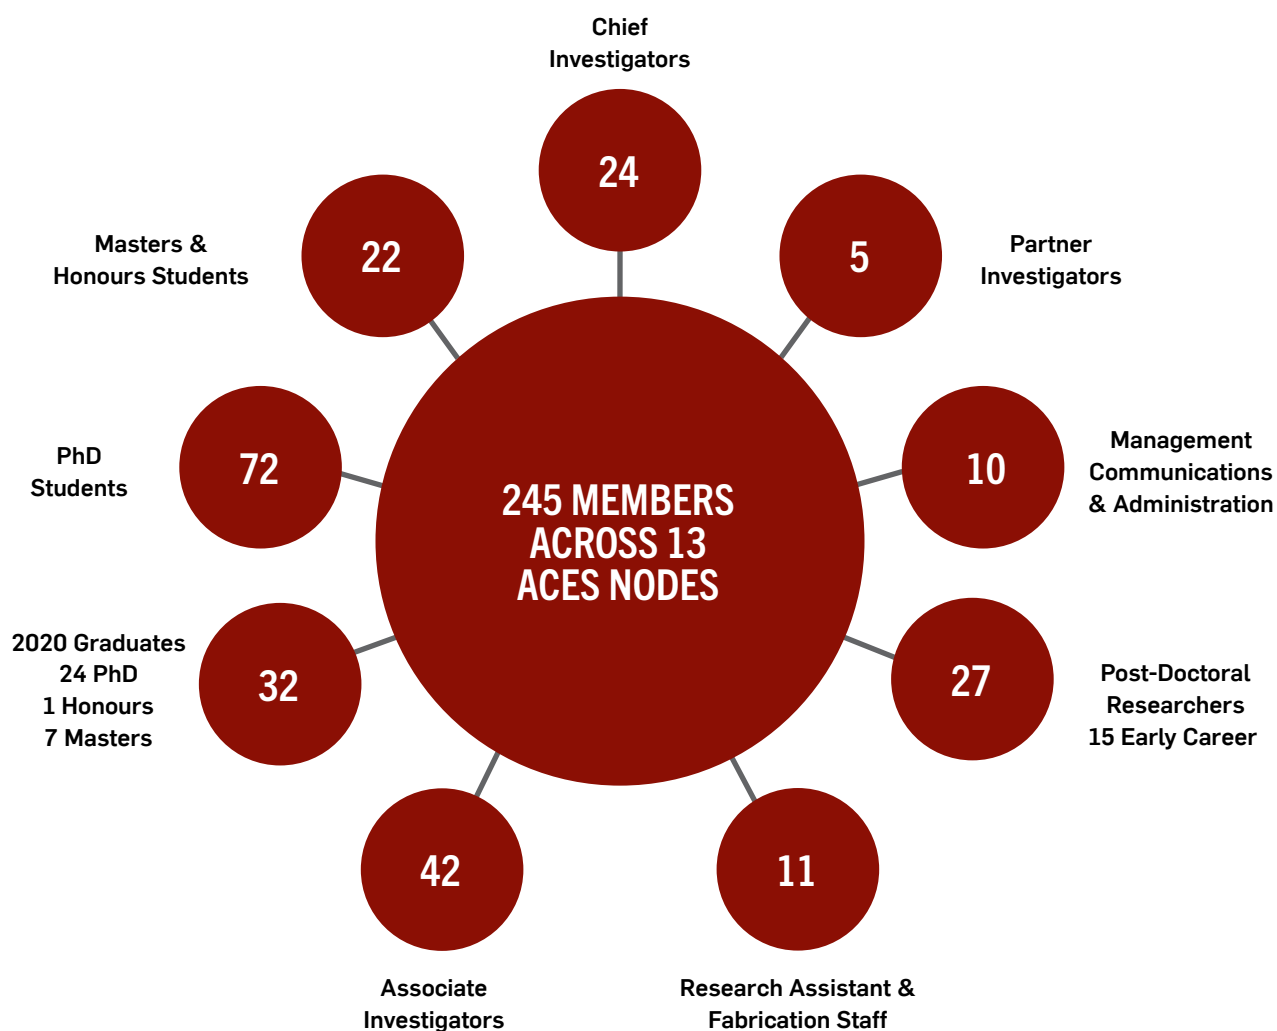 Chief
Investigators
24
Partner
Investigators
5
Management
Communications
& Administration
10
Post-Doctoral
Researchers
15 Early Career
27
Research Assistant &
Fabrication Staff
11
Associate
Investigators
42
2020 Graduates
24 PhD
1 Honours
7 Masters
32
PhD
Students
72
Masters &
Honours Students
22
245 MEMBERS
ACROSS 13
ACES NODES